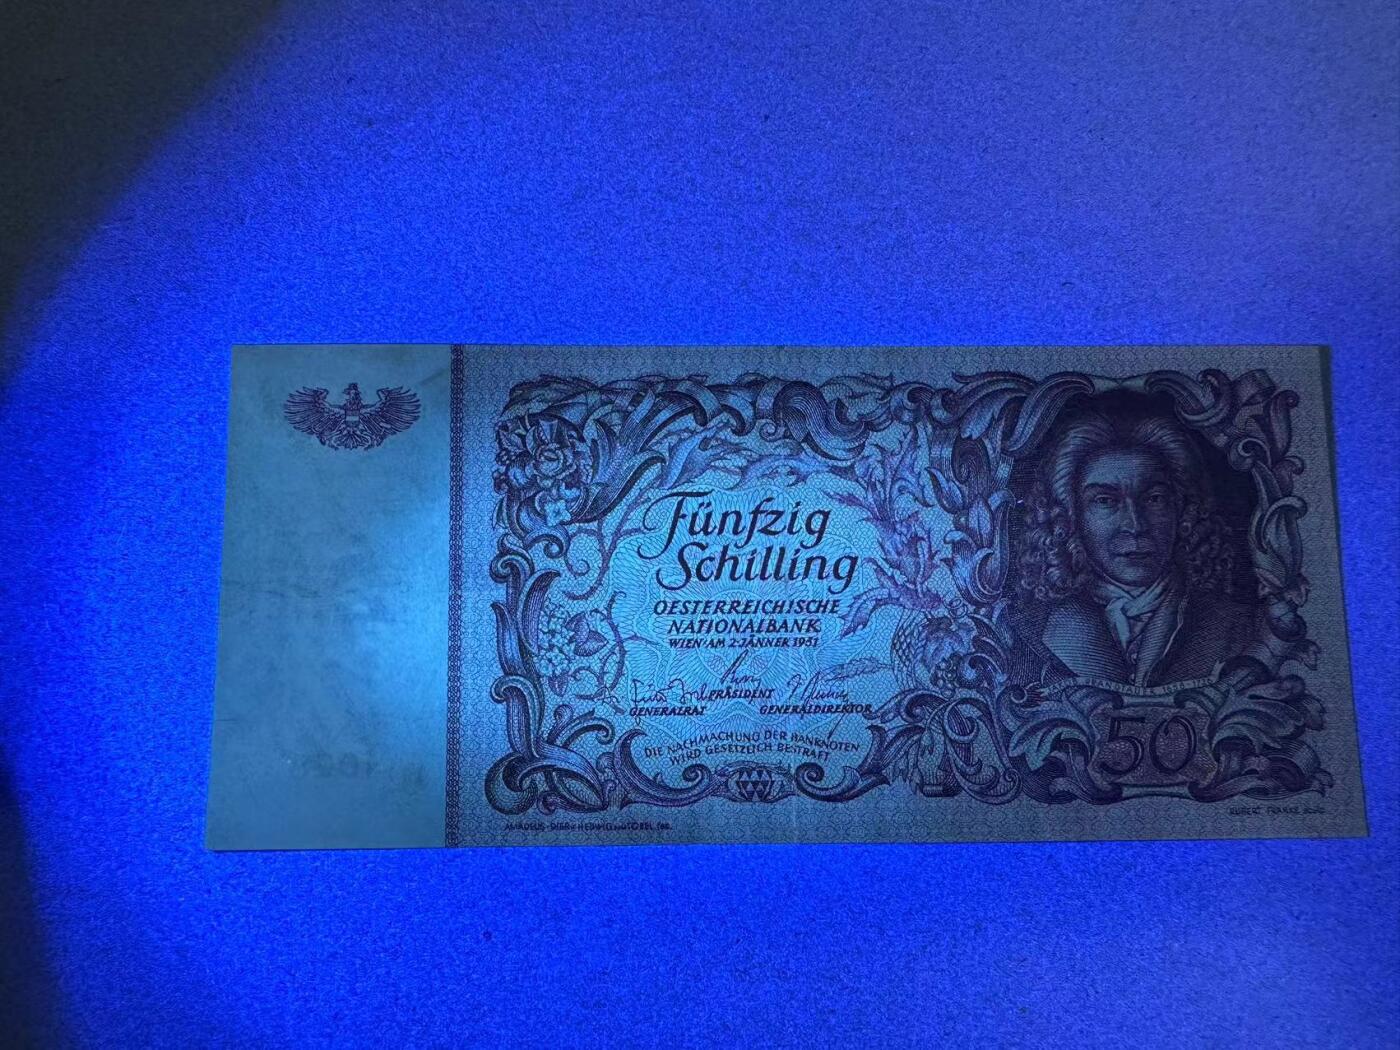 Fünfzig
Schilling
OESTERREICHISCHE
NATIONALBANK
WIEN AM 2. JÄNNER 1951
PRÄSIDENT
GENERALRAT GENERALDIREKTOR
DIE NACHMACHUNG DER BANKNOTEN
WIRD GESETZLICH BESTRAFT
PRANDTAUER
50